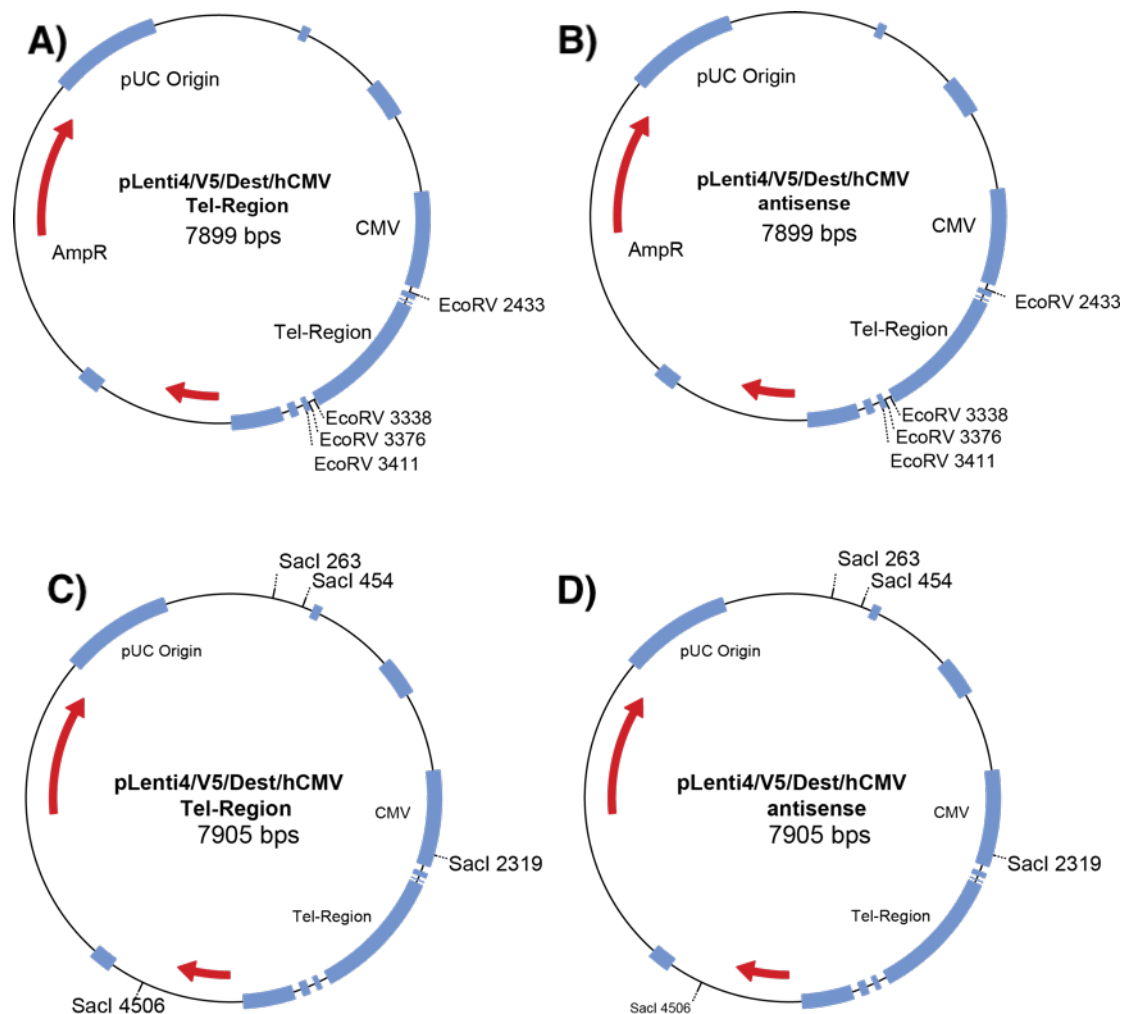 A)
pUC Origin
pLenti4/V5/Dest/hCMV
Tel-Region
7899 bps
CMV
AmpR
EcoRV 2433
Tel-Region
EcoRV 3338
EcoRV 3376
EcoRV 3411
B)
pUC Origin
pLenti4/V5/Dest/hCMV
antisense
7899 bps
CMV
AmpR
EcoRV 2433
Tel-Region
EcoRV 3338
EcoRV 3376
EcoRV 3411
C)
SacI 263
SacI 454
pUC Origin
pLenti4/V5/Dest/hCMV
Tel-Region
7905 bps
CMV
SacI 2319
Tel-Region
SacI 4506
D)
SacI 263
SacI 454
pUC Origin
pLenti4/V5/Dest/hCMV
antisense
7905 bps
CMV
SacI 2319
Tel-Region
SacI 4506